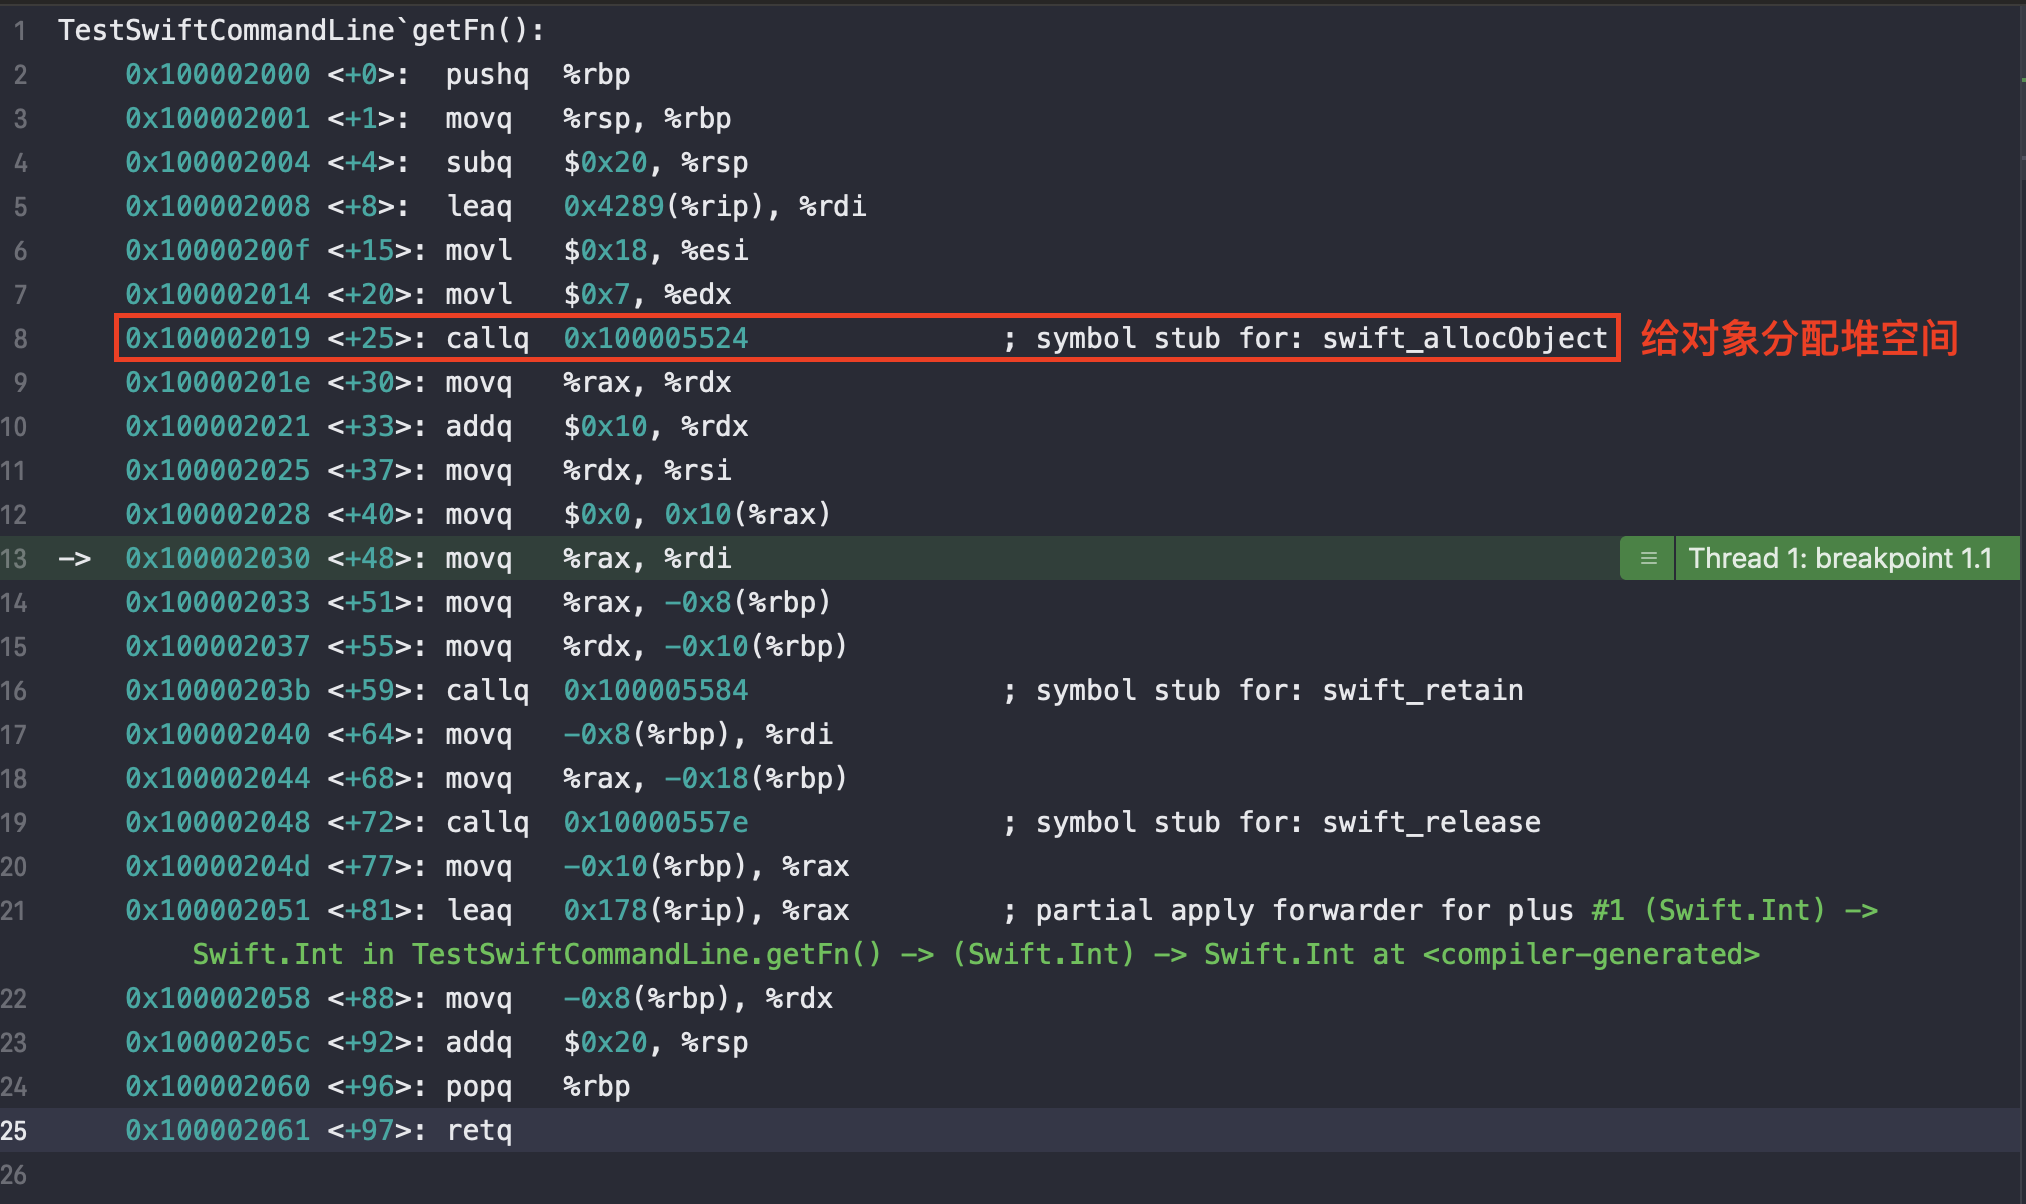 1 TestSwiftCommandLine`getFn():
2 0x100002000 <+0>: pushq %rbp
3 0x100002001 <+1>: movq %rsp, %rbp
4 0x100002004 <+4>: subq $0x20, %rsp
5 0x100002008 <+8>: leaq 0x4289(%rip), %rdi
6 0x10000200f <+15>: movl $0x18, %esi
7 0x100002014 <+20>: movl $0x7, %edx
8 0x100002019 <+25>: callq 0x100005524 ; symbol stub for: swift_allocObject 给对象分配堆空间
9 0x10000201e <+30>: movq %rax, %rdx
10 0x100002021 <+33>: addq $0x10, %rdx
11 0x100002025 <+37>: movq %rdx, %rsi
12 0x100002028 <+40>: movq $0x0, 0x10(%rax)
13 -> 0x100002030 <+48>: movq %rax, %rdi ≡ Thread 1: breakpoint 1.1
14 0x100002033 <+51>: movq %rax, -0x8(%rbp)
15 0x100002037 <+55>: movq %rdx, -0x10(%rbp)
16 0x10000203b <+59>: callq 0x100005584 ; symbol stub for: swift_retain
17 0x100002040 <+64>: movq -0x8(%rbp), %rdi
18 0x100002044 <+68>: movq %rax, -0x18(%rbp)
19 0x100002048 <+72>: callq 0x10000557e ; symbol stub for: swift_release
20 0x10000204d <+77>: movq -0x10(%rbp), %rax
21 0x100002051 <+81>: leaq 0x178(%rip), %rax ; partial apply forwarder for plus #1 (Swift.Int) ->
Swift.Int in TestSwiftCommandLine.getFn() -> (Swift.Int) -> Swift.Int at <compiler-generated>
22 0x100002058 <+88>: movq -0x8(%rbp), %rdx
23 0x10000205c <+92>: addq $0x20, %rsp
24 0x100002060 <+96>: popq %rbp
25 0x100002061 <+97>: retq
26